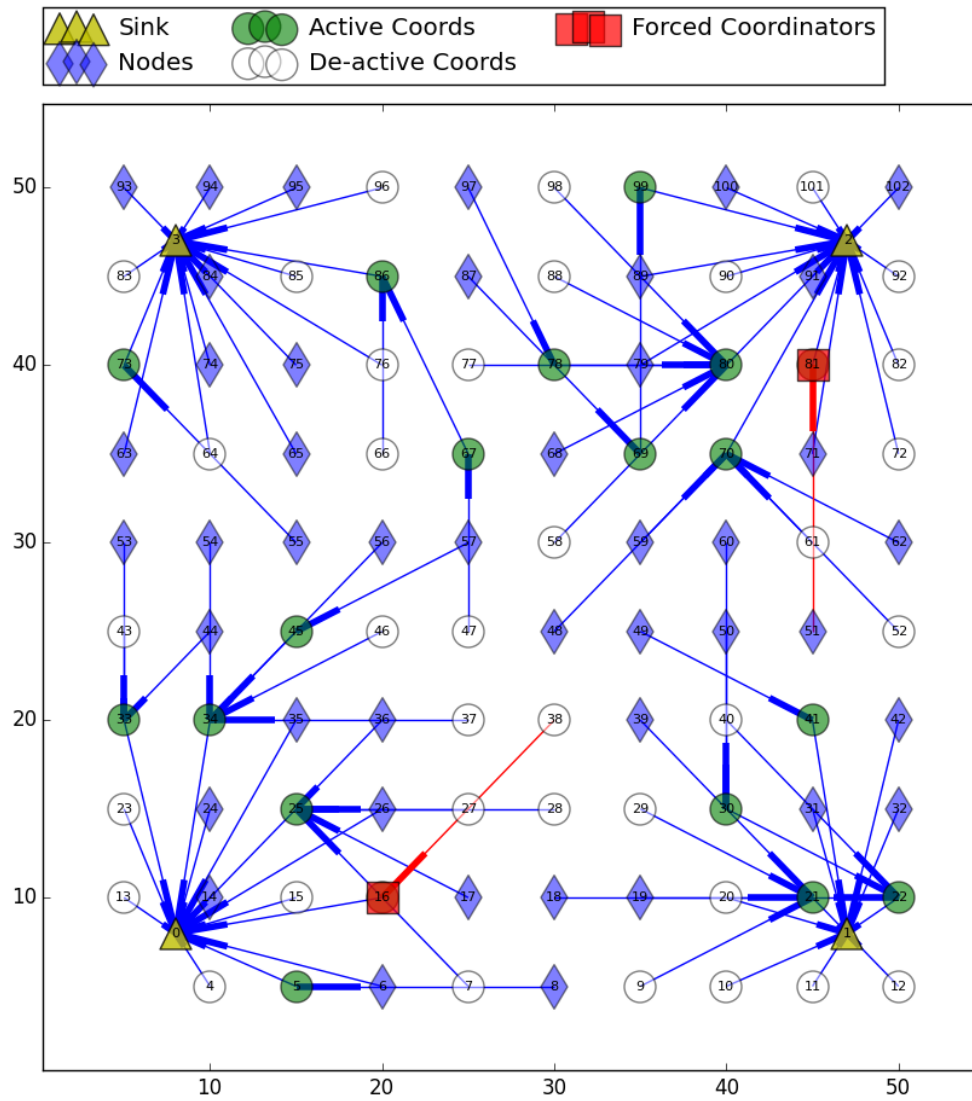 Sink Active Coords Forced Coordinators
Nodes De-active Coords
50 93 94 95 96 97 98 99 100 101 102
3 2
83 84 85 86 87 88 89 90 91 92
40 73 74 75 76 77 78 79 80 81 82
63 64 65 66 67 68 69 70 71 72
30 53 54 55 56 57 58 59 60 61 62
43 44 45 46 47 48 49 50 51 52
20 33 34 35 36 37 38 39 40 41 42
23 24 25 26 27 28 29 30 31 32
10 13 14 15 16 17 18 19 20 21 22
0 1
4 5 6 7 8 9 10 11 12
10 20 30 40 50